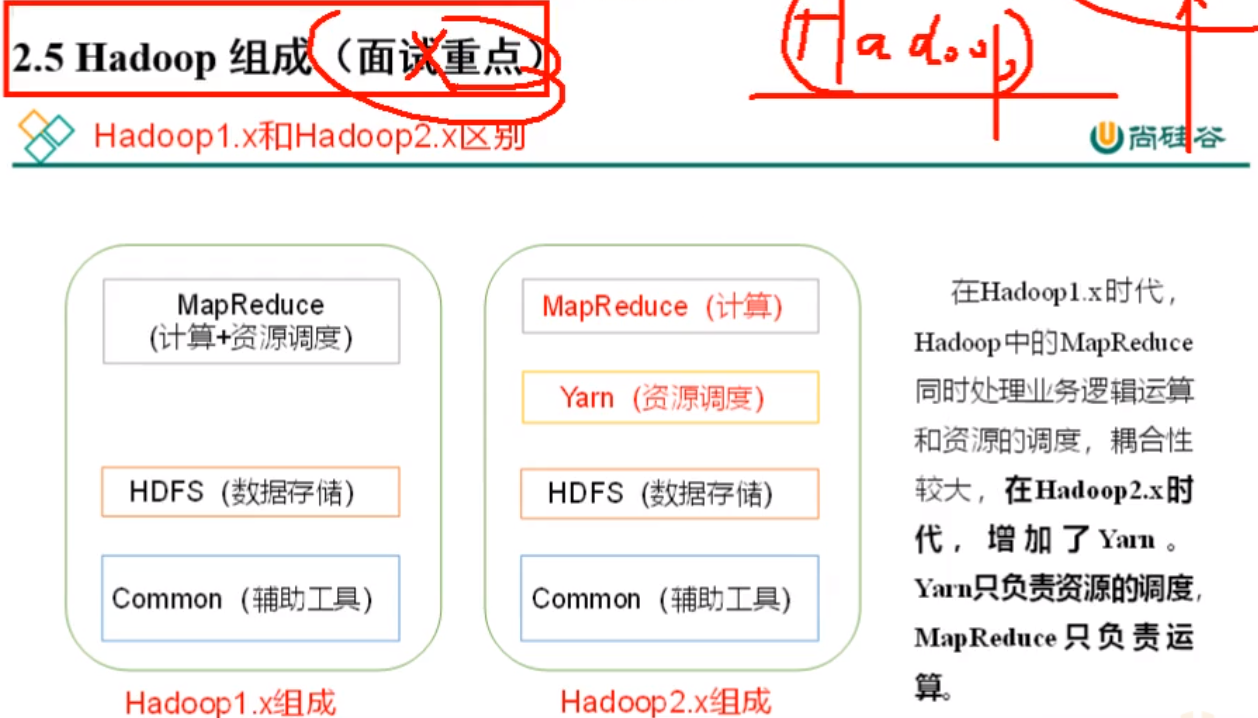 2.5 Hadoop 组成（面试重点）
Hadoop
Hadoop1.x和Hadoop2.x区别
尚硅谷
MapReduce
(计算+资源调度)
HDFS（数据存储)
Common（辅助工具)
Hadoop1.x组成
MapReduce（计算)
Yarn（资源调度)
HDFS（数据存储)
Common（辅助工具)
Hadoop2.x组成
在Hadoop1.x时代，
Hadoop中的MapReduce
同时处理业务逻辑运算
和资源的调度，耦合性
较大，在Hadoop2.x时
代，增加了Yarn。
Yarn只负责资源的调度，
MapReduce只负责运
算。